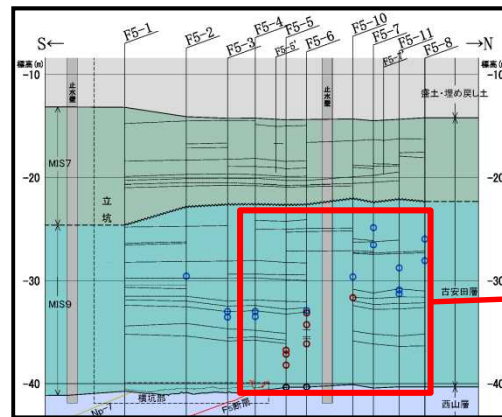 F5-1
F5-2
F5-3
F5-4
F5-5
F5-5'
F5-6
F5-10
F5-7
F5-11
F5-8
S←
→N
標高(m)
標高(m)
-10
-20
-30
-40
-10
-20
-30
-40
止水壁
止水壁
盛土・埋め戻し土
MIS7
立坑
MIS9
古安田層
西山層
横坑部
F5断層